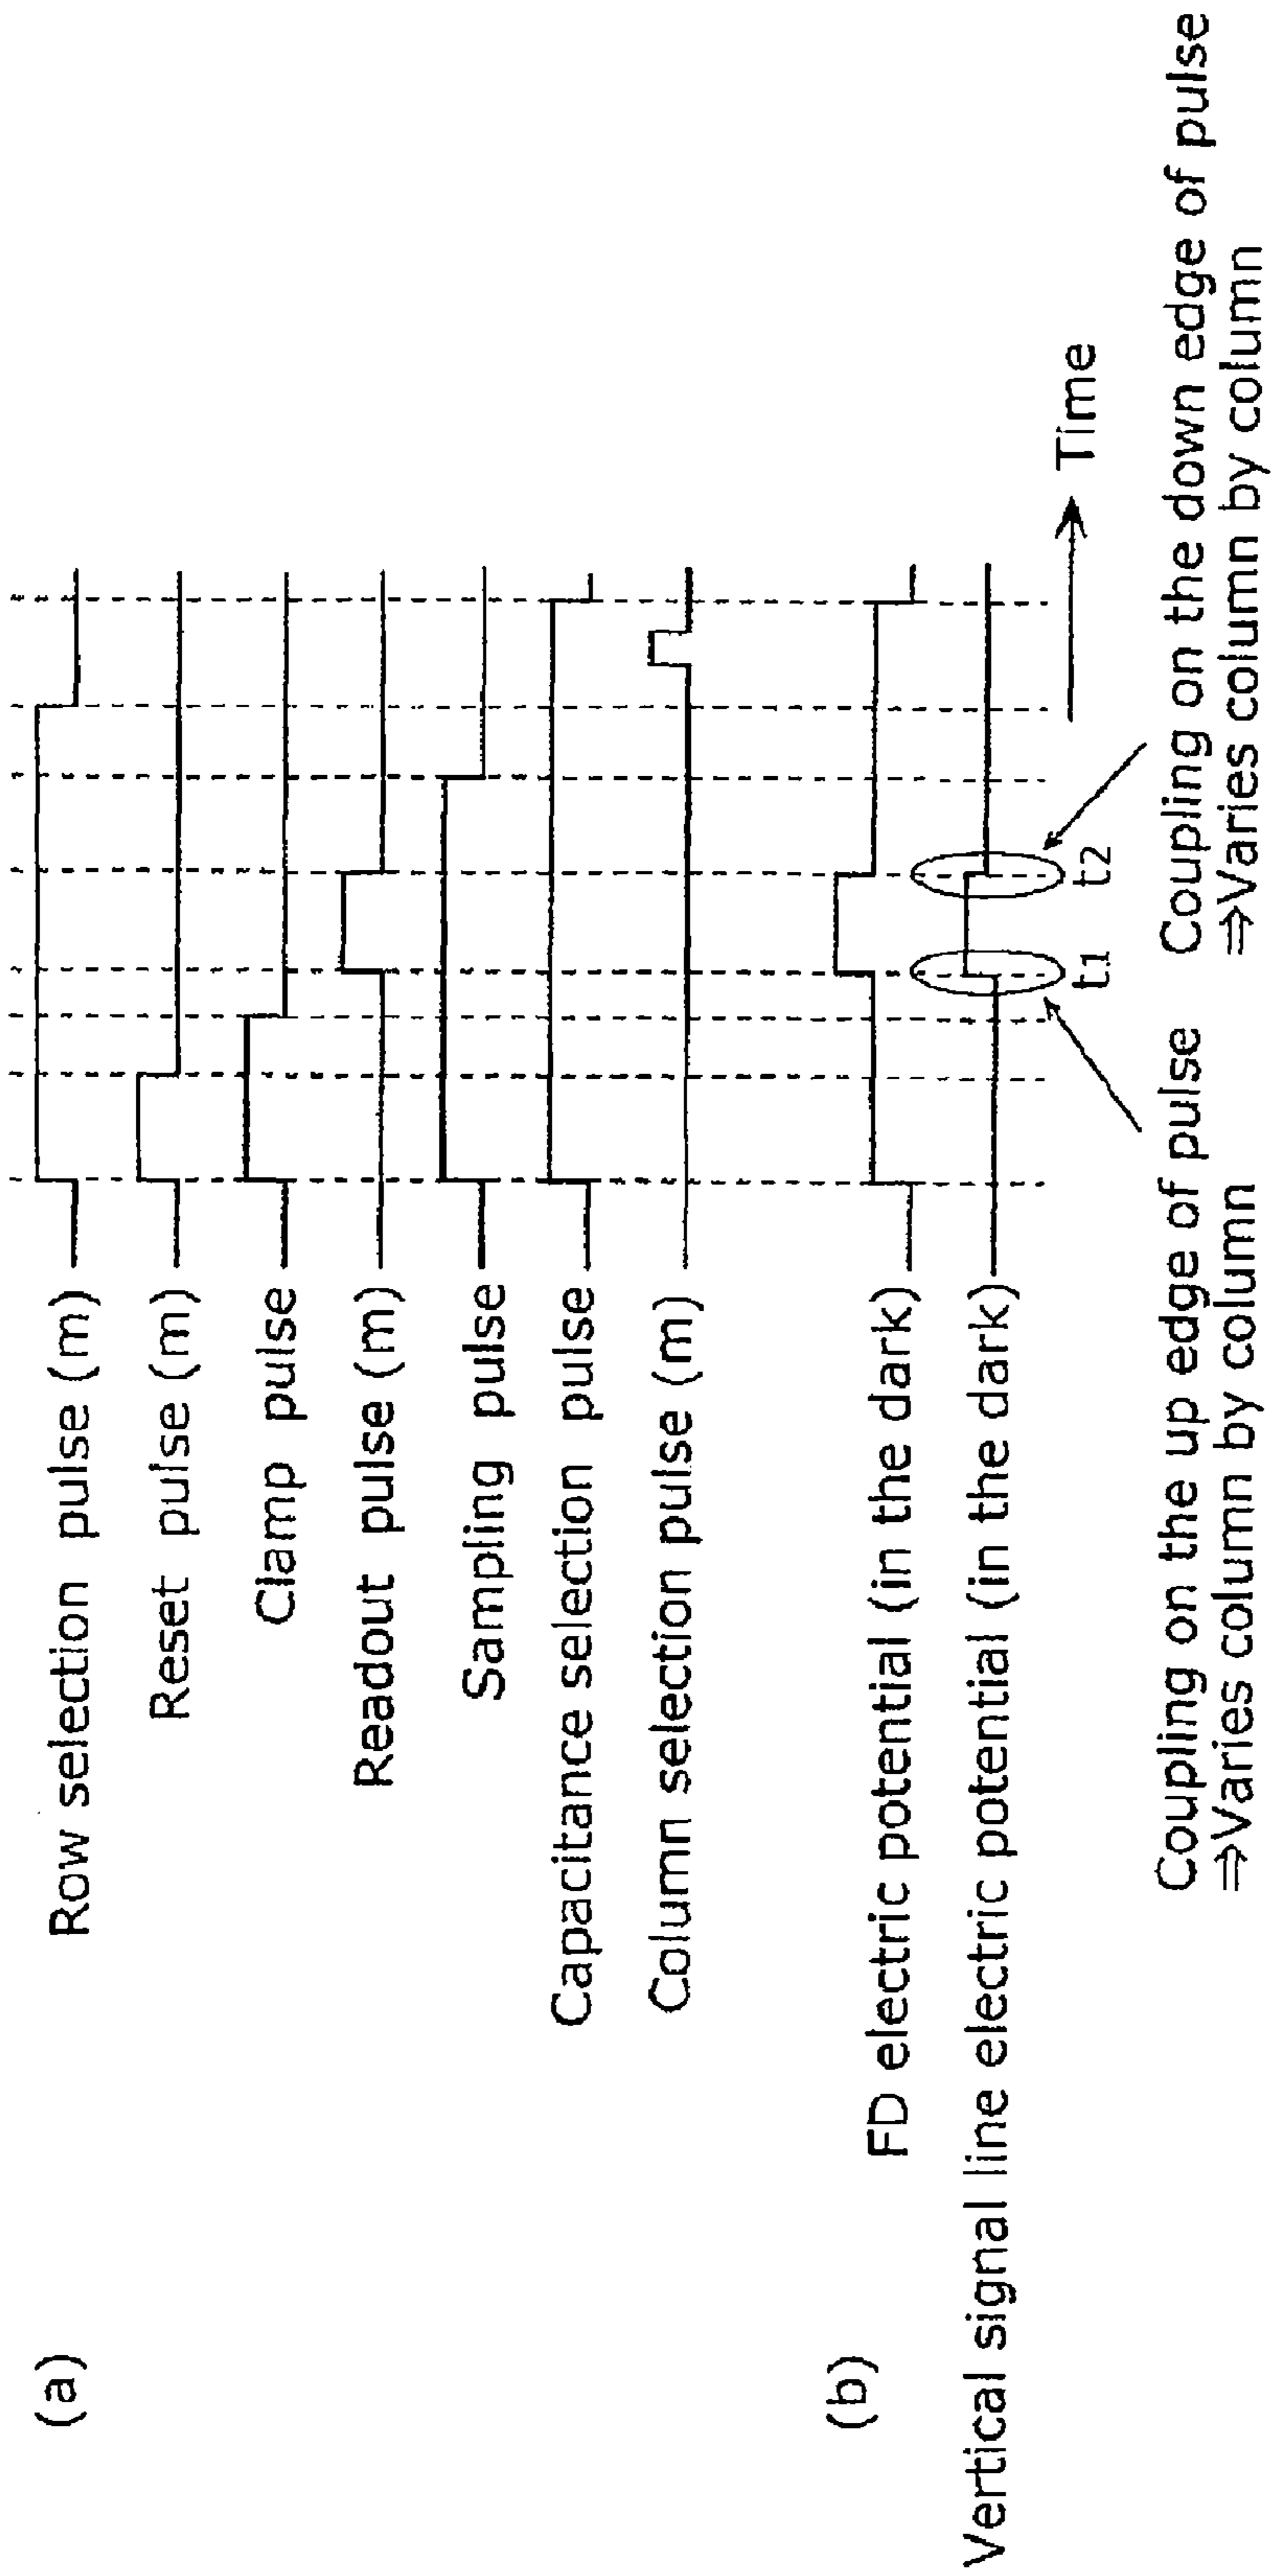 (a)
Row selection pulse (m)
Reset pulse (m)
Clamp pulse
Readout pulse (m)
Sampling pulse
Capacitance selection pulse
Column selection pulse (m)
(b)
FD electric potential (in the dark)
Vertical signal line electric potential (in the dark)
t1
t2
Time
Coupling on the up edge of pulse
⇒Varies column by column
Coupling on the down edge of pulse
⇒Varies column by column